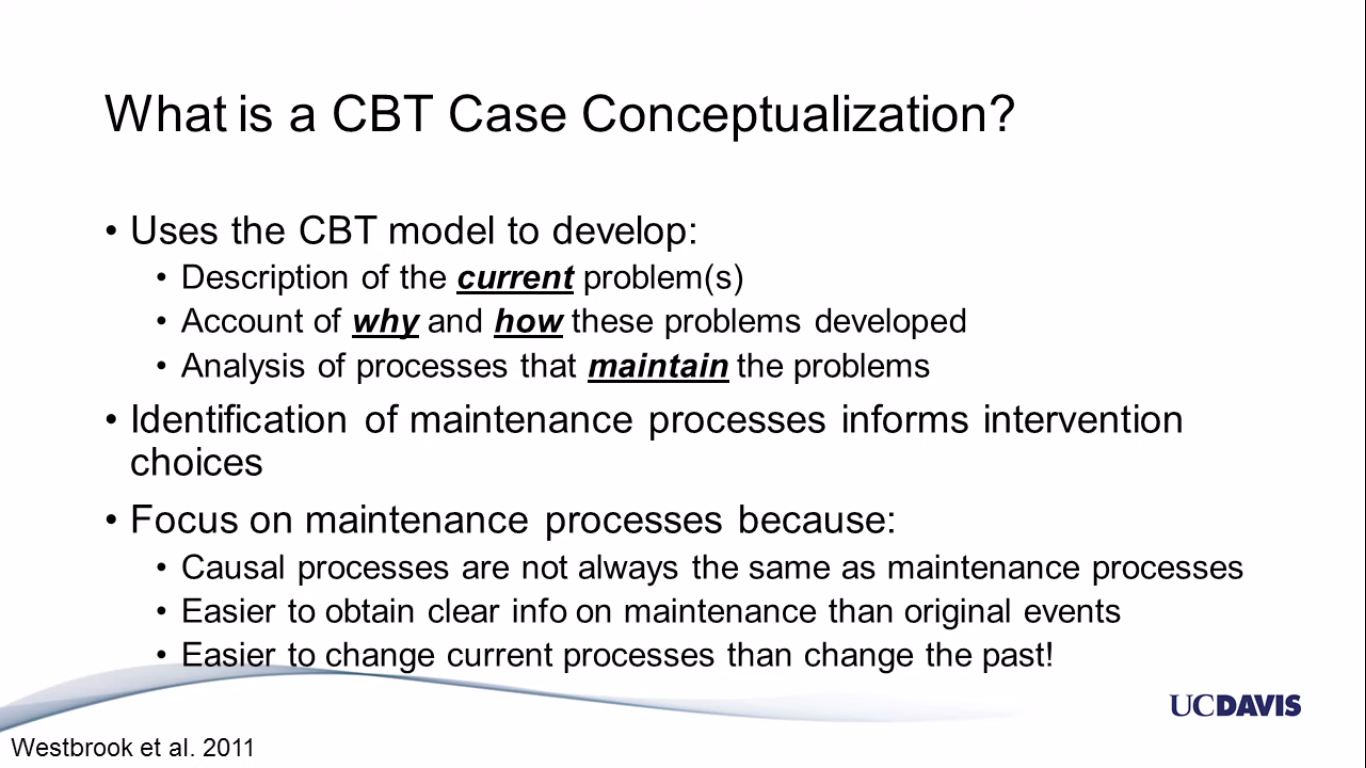 What is a CBT Case Conceptualization?
• Uses the CBT model to develop:
• Description of the current problem(s)
• Account of why and how these problems developed
• Analysis of processes that maintain the problems
• Identification of maintenance processes informs intervention
choices
• Focus on maintenance processes because:
• Causal processes are not always the same as maintenance processes
• Easier to obtain clear info on maintenance than original events
• Easier to change current processes than change the past!
UCDAVIS
Westbrook et al. 2011